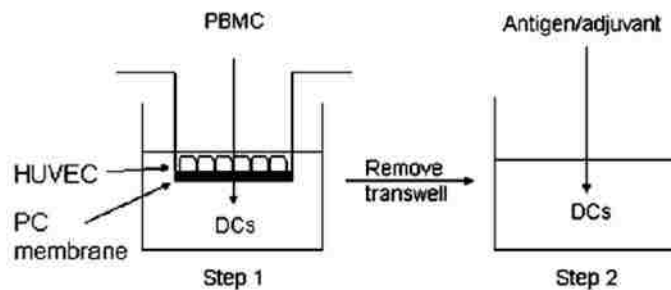 PBMC
Antigen/adjuvant
HUVEC
PC
membrane
DCs
Remove
transwell
DCs
Step 1
Step 2